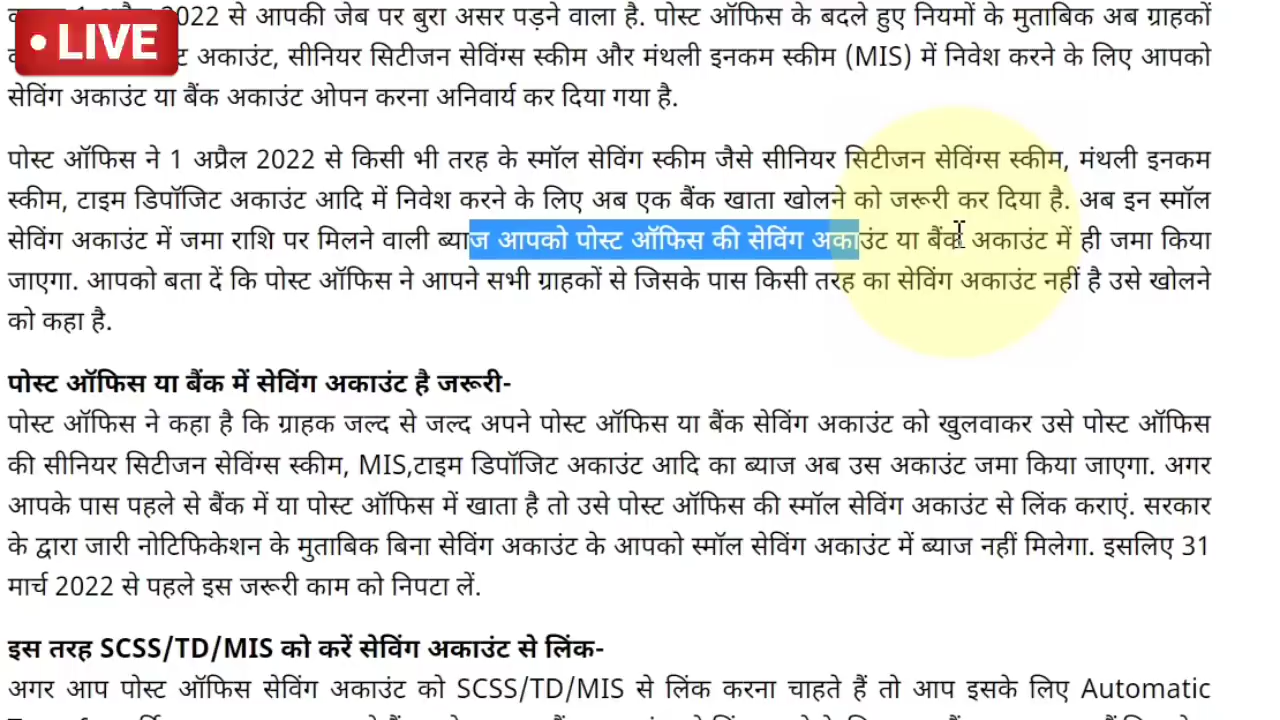 1 अप्रैल 2022 से आपकी जेब पर बुरा असर पड़ने वाला है. पोस्ट ऑफिस के बदले हुए नियमों के मुताबिक अब ग्राहकों
LIVE
अकाउंट, सीनियर सिटीजन सेविंग्स स्कीम और मंथली इनकम स्कीम (MIS) में निवेश करने के लिए आपको
सेविंग अकाउंट या बैंक अकाउंट ओपन करना अनिवार्य कर दिया गया है.
पोस्ट ऑफिस ने 1 अप्रैल 2022 से किसी भी तरह के स्मॉल सेविंग स्कीम जैसे सीनियर सिटीजन सेविंग्स स्कीम, मंथली इनकम
स्कीम, टाइम डिपॉजिट अकाउंट आदि में निवेश करने के लिए अब एक बैंक खाता खोलने को जरूरी कर दिया है. अब इन स्मॉल
सेविंग अकाउंट में जमा राशि पर मिलने वाली ब्याज आपको पोस्ट ऑफिस की सेविंग अकाउंट या बैंक अकाउंट में ही जमा किया
जाएगा. आपको बता दें कि पोस्ट ऑफिस ने आपने सभी ग्राहकों से जिसके पास किसी तरह का सेविंग अकाउंट नहीं है उसे खोलने
को कहा है.
पोस्ट ऑफिस या बैंक में सेविंग अकाउंट है जरूरी-
पोस्ट ऑफिस ने कहा है कि ग्राहक जल्द से जल्द अपने पोस्ट ऑफिस या बैंक सेविंग अकाउंट को खुलवाकर उसे पोस्ट ऑफिस
की सीनियर सिटीजन सेविंग्स स्कीम, MIS,टाइम डिपॉजिट अकाउंट आदि का ब्याज अब उस अकाउंट जमा किया जाएगा. अगर
आपके पास पहले से बैंक में या पोस्ट ऑफिस में खाता है तो उसे पोस्ट ऑफिस की स्मॉल सेविंग अकाउंट से लिंक कराएं. सरकार
के द्वारा जारी नोटिफिकेशन के मुताबिक बिना सेविंग अकाउंट के आपको स्मॉल सेविंग अकाउंट में ब्याज नहीं मिलेगा. इसलिए 31
मार्च 2022 से पहले इस जरूरी काम को निपटा लें.
इस तरह SCSS/TD/MIS को करें सेविंग अकाउंट से लिंक-
अगर आप पोस्ट ऑफिस सेविंग अकाउंट को SCSS/TD/MIS से लिंक करना चाहते हैं तो आप इसके लिए Automatic